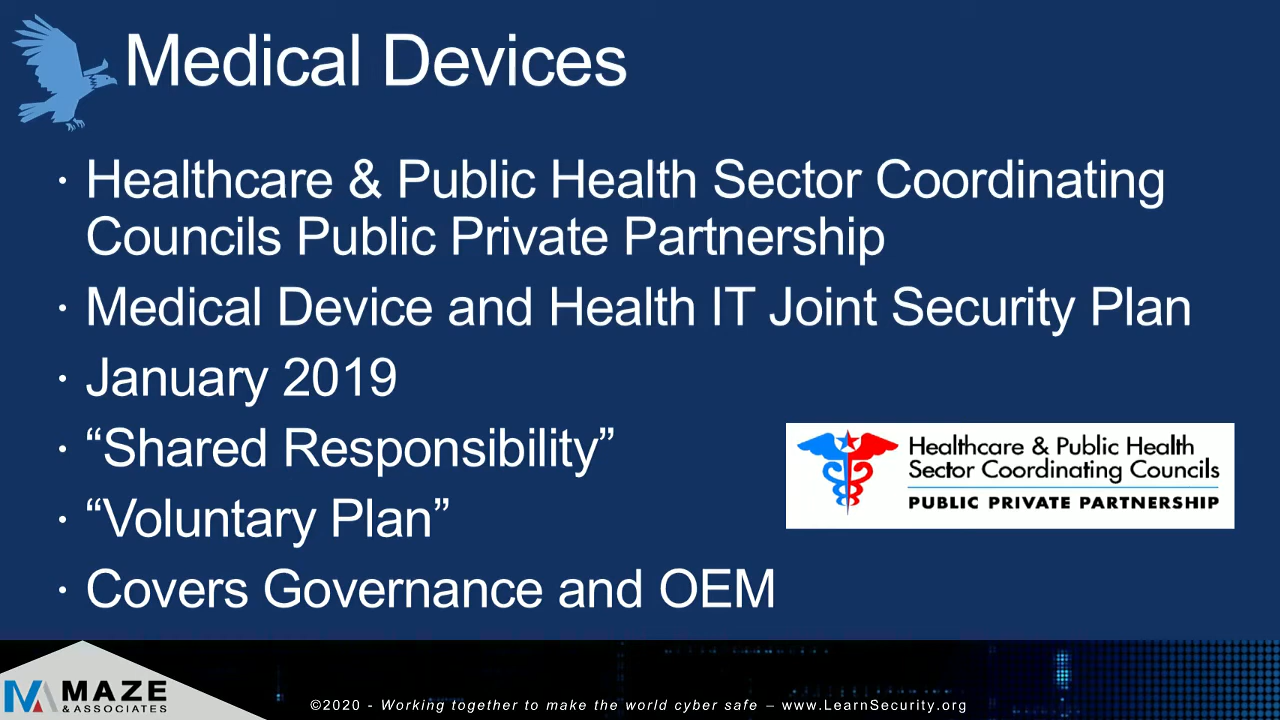 Medical Devices
· Healthcare & Public Health Sector Coordinating
Councils Public Private Partnership
· Medical Device and Health IT Joint Security Plan
· January 2019
· “Shared Responsibility”
· “Voluntary Plan”
· Covers Governance and OEM
Healthcare & Public Health
Sector Coordinating Councils
PUBLIC PRIVATE PARTNERSHIP
MA MAZE
& ASSOCIATES
©2020 - Working together to make the world cyber safe – www.LearnSecurity.org